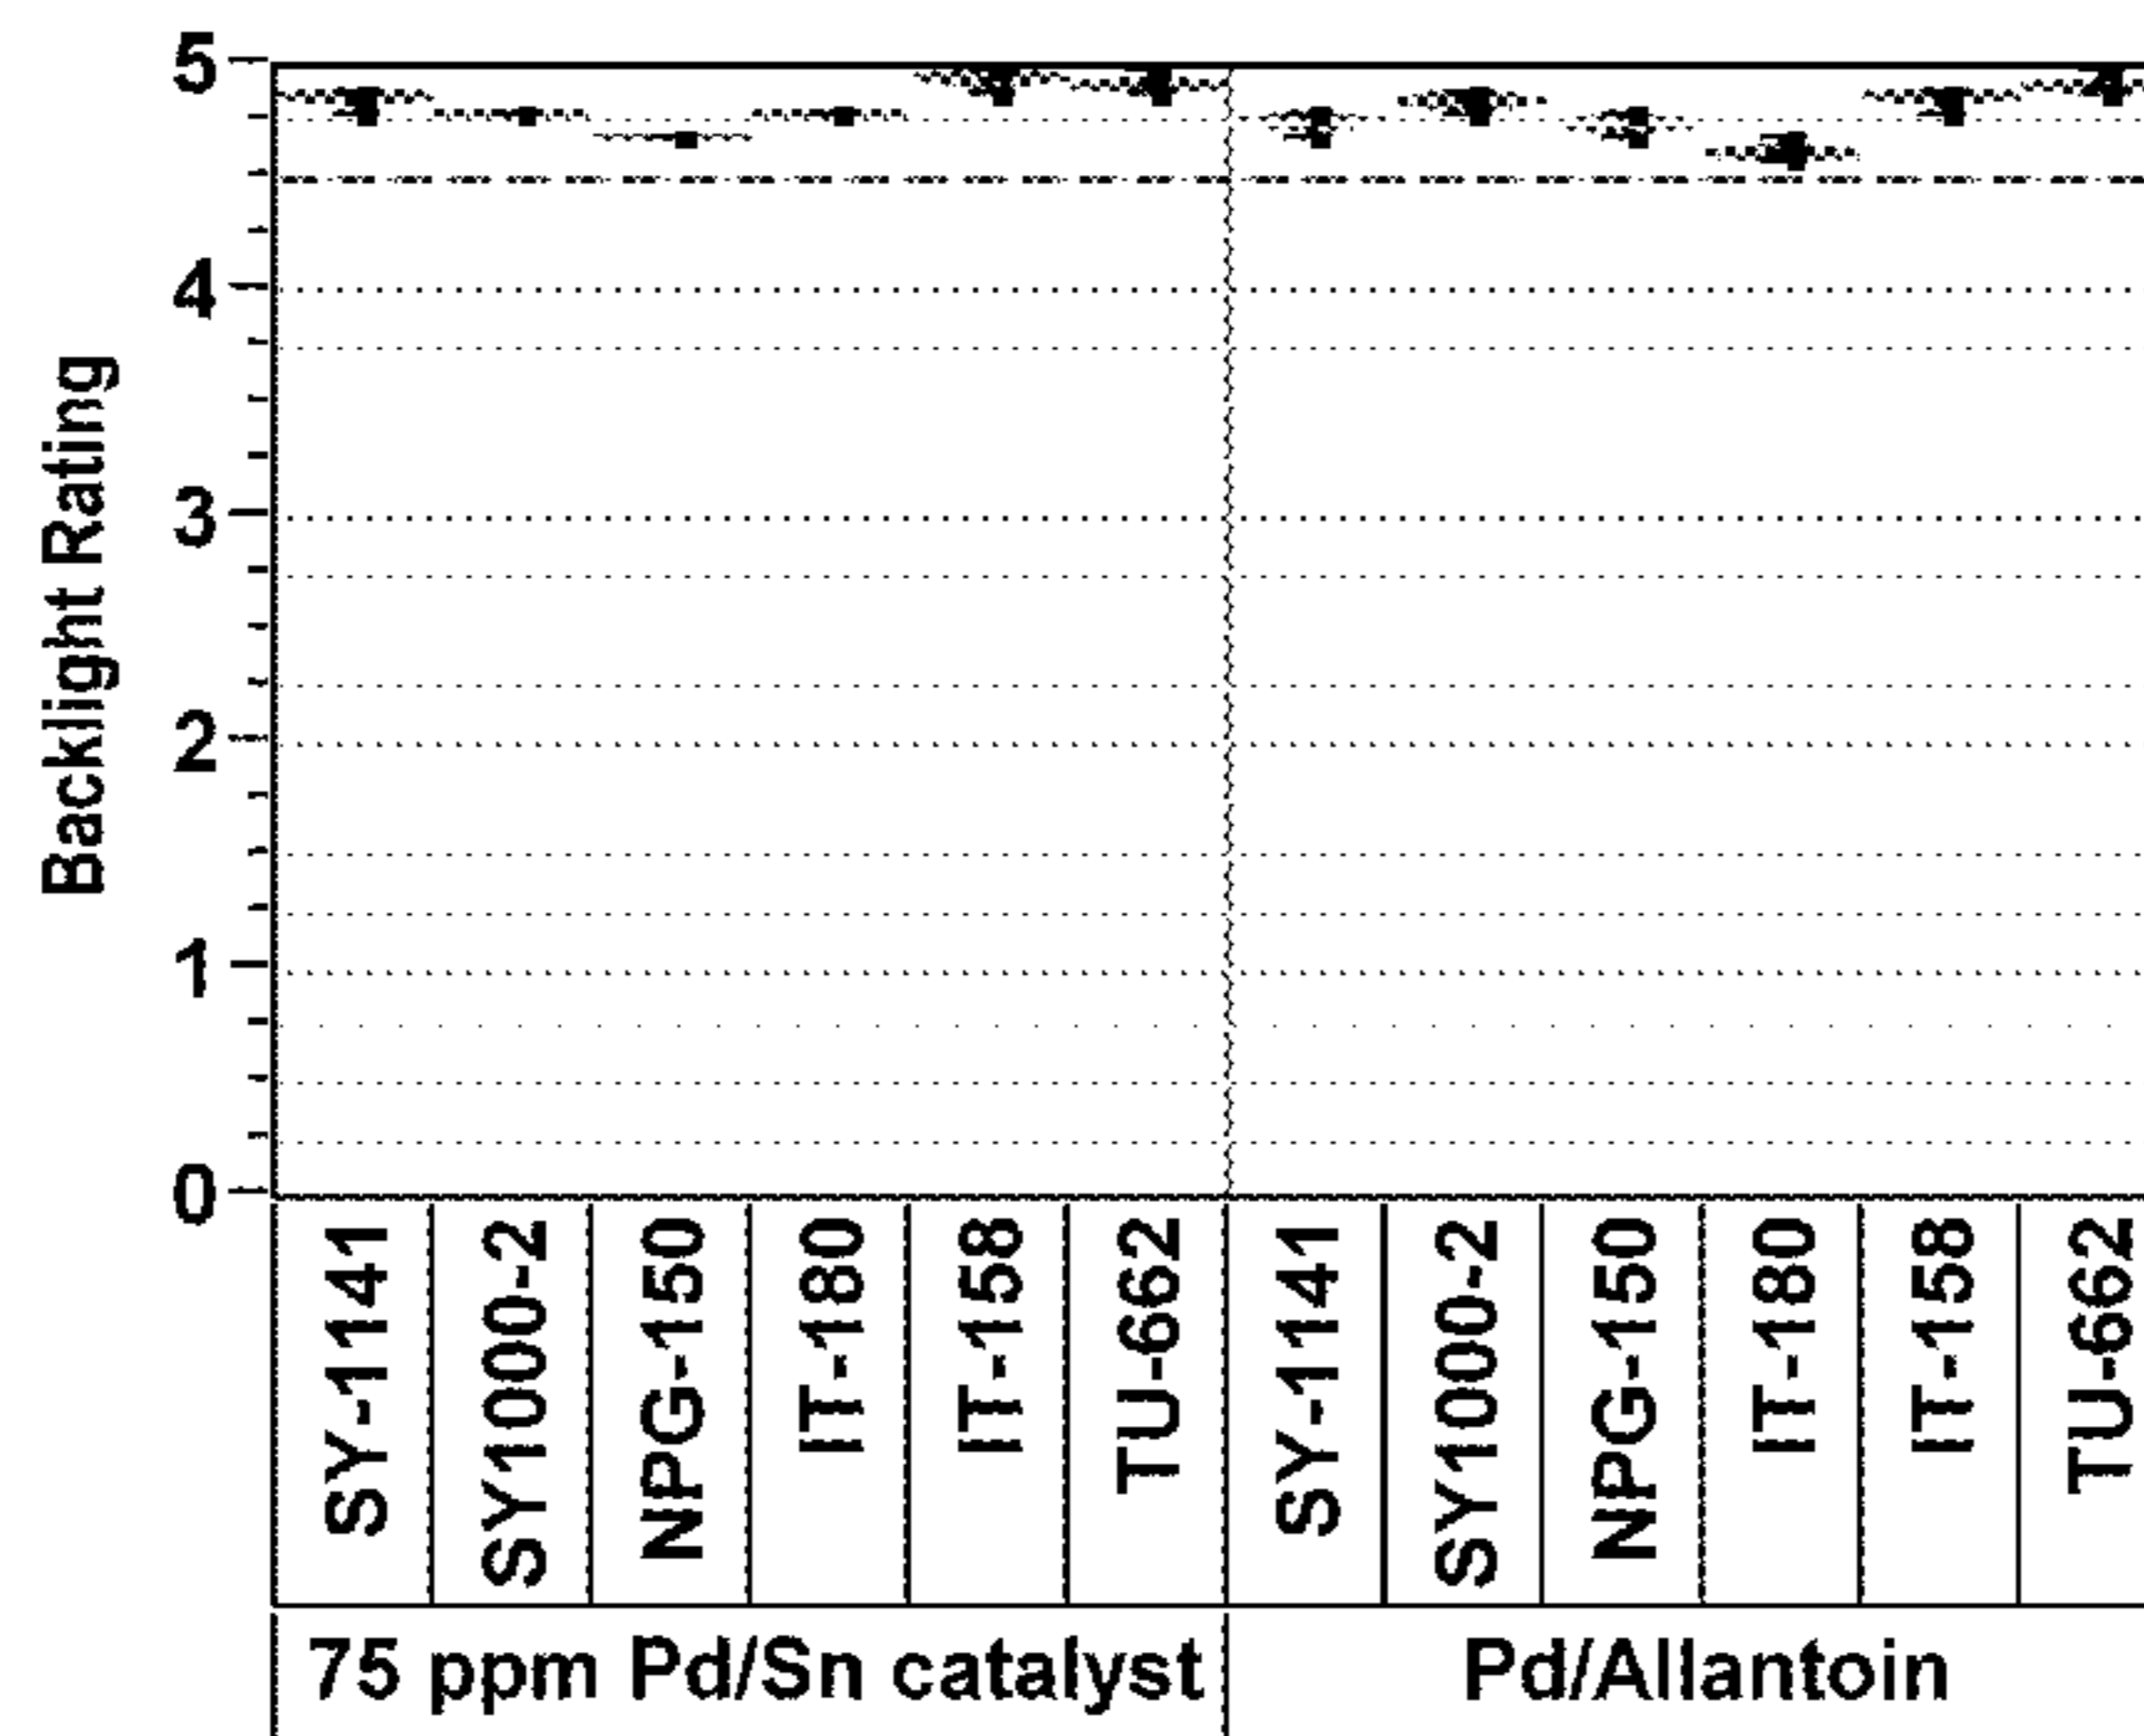 Backlight Rating
5
4
3
2
1
0
SY-1141
SY1000-2
NPG-150
IT-180
IT-158
TU-662
SY-1141
SY1000-2
NPG-150
IT-180
IT-158
TU-662
75 ppm Pd/Sn catalyst
Pd/Allantoin